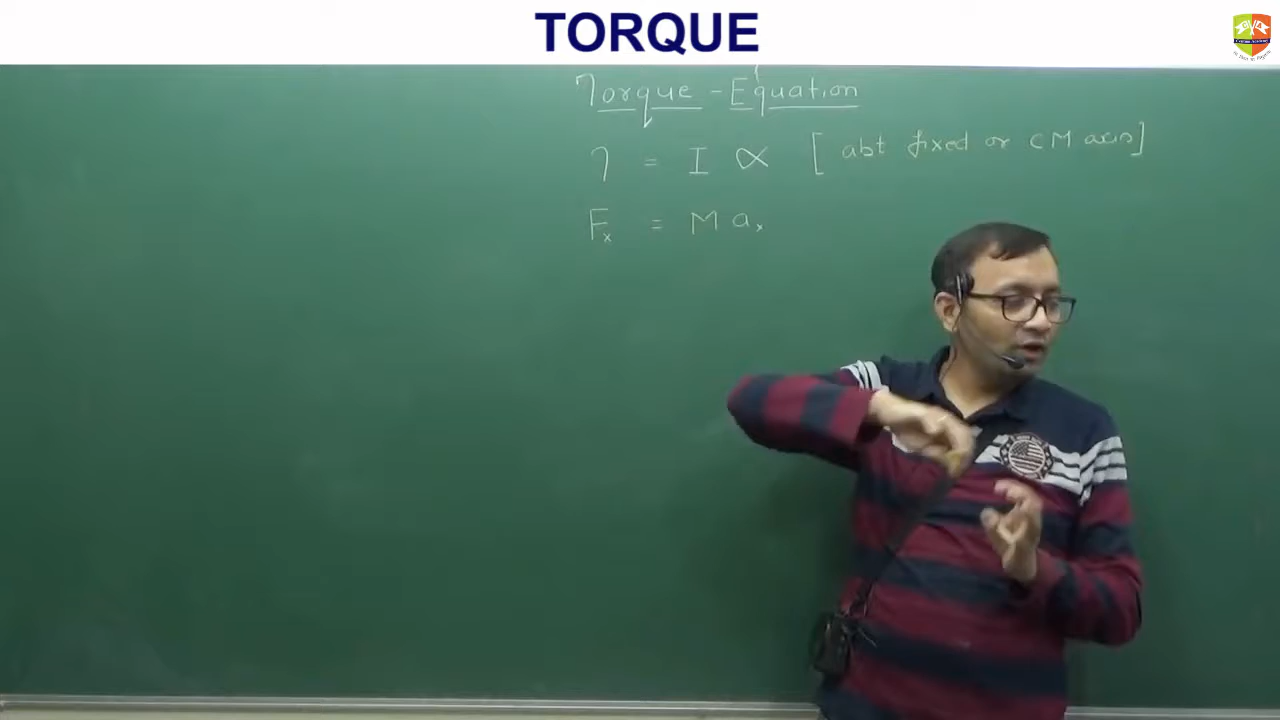 TORQUE
Torque - Equation
τ = I α [abt fixed or CM axis]
Fx = M ax